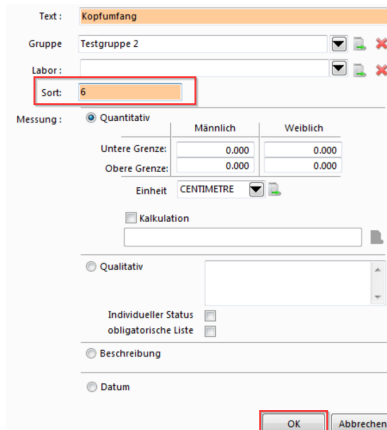 Text : Kopfumfang
Gruppe Testgruppe 2
Labor :
Sort: 6
Messung : Quantitativ
Männlich Weiblich
Untere Grenze: 0.000 0.000
Obere Grenze: 0.000 0.000
Einheit CENTIMETRE
Kalkulation
Qualitativ
Individueller Status
obligatorische Liste
Beschreibung
Datum
OK Abbrechen